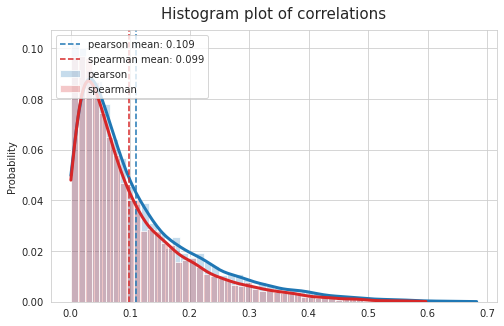 Histogram plot of correlations
pearson mean: 0.109
spearman mean: 0.099
pearson
spearman
Probability
0.10
0.08
0.06
0.04
0.02
0.00
0.0 0.1 0.2 0.3 0.4 0.5 0.6 0.7